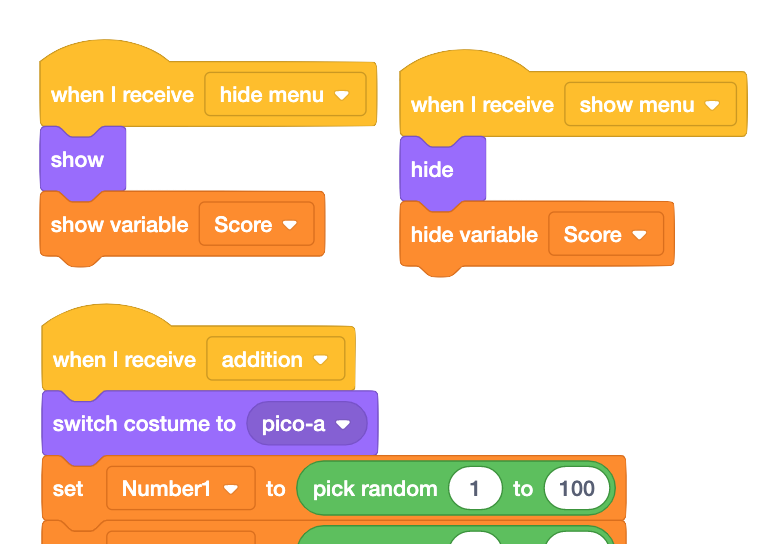 when I receive hide menu
show
show variable Score
when I receive show menu
hide
hide variable Score
when I receive addition
switch costume to pico-a
set Number1 to pick random 1 to 100